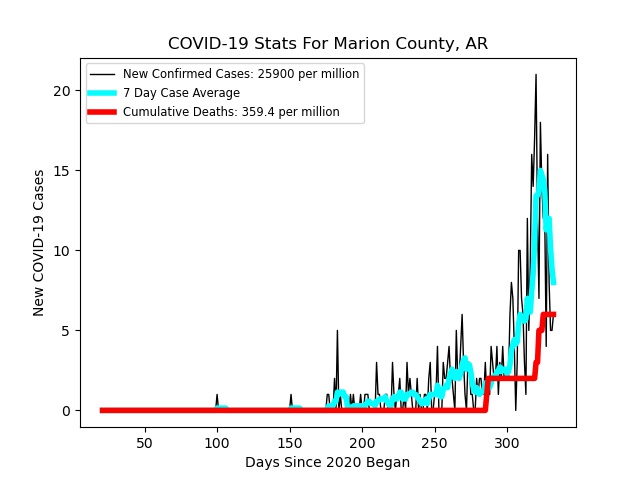 COVID-19 Stats For Marion County, AR
New Confirmed Cases: 25900 per million
7 Day Case Average
Cumulative Deaths: 359.4 per million
New COVID-19 Cases
20
15
10
5
0
50 100 150 200 250 300
Days Since 2020 Began